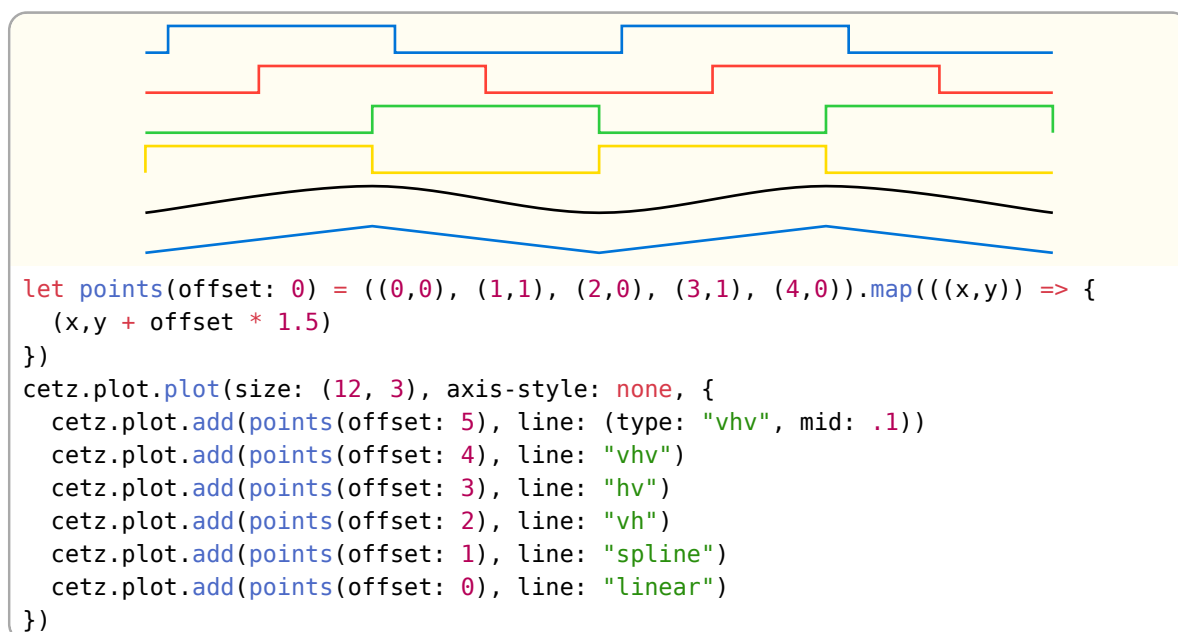 let points(offset: 0) = ((0,0), (1,1), (2,0), (3,1), (4,0)).map(((x,y)) => {
  (x,y + offset * 1.5)
})
cetz.plot.plot(size: (12, 3), axis-style: none, {
  cetz.plot.add(points(offset: 5), line: (type: "vhv", mid: .1))
  cetz.plot.add(points(offset: 4), line: "vhv")
  cetz.plot.add(points(offset: 3), line: "hv")
  cetz.plot.add(points(offset: 2), line: "vh")
  cetz.plot.add(points(offset: 1), line: "spline")
  cetz.plot.add(points(offset: 0), line: "linear")
})